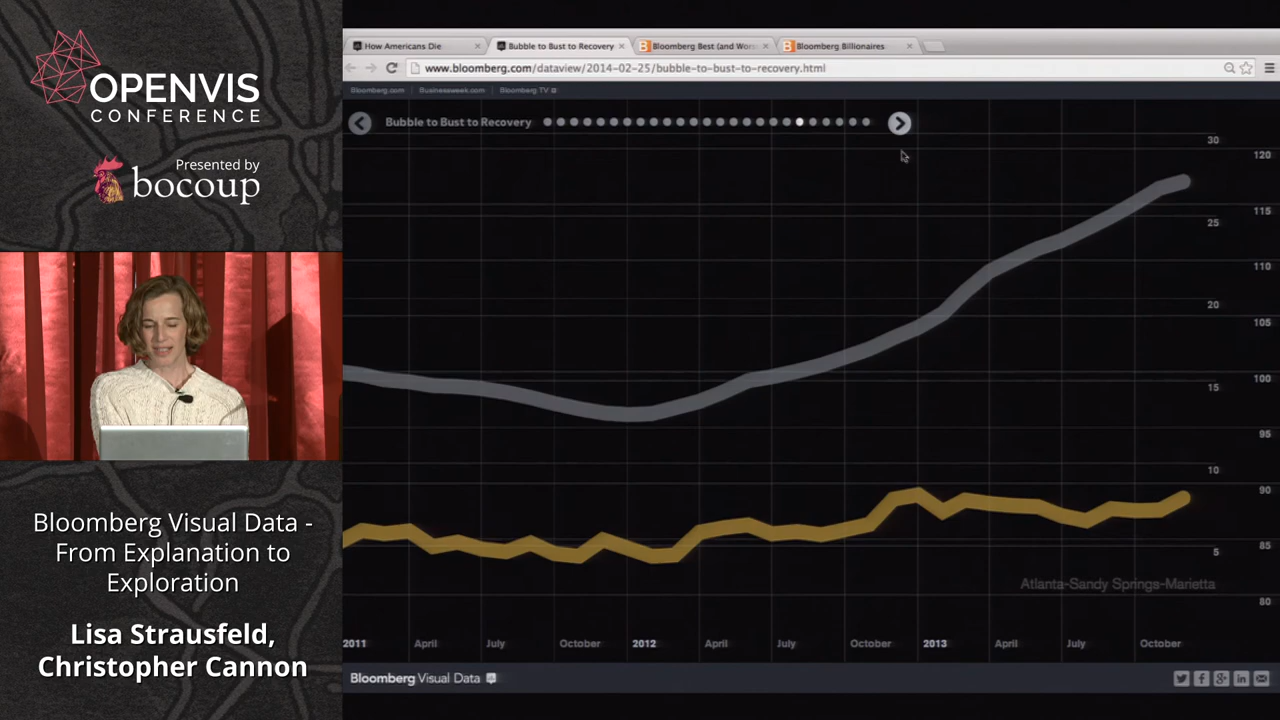 OPENVIS
CONFERENCE
Presented by
bocoup
Bloomberg Visual Data -
From Explanation to
Exploration
Lisa Strausfeld,
Christopher Cannon
How Americans Die
Bubble to Bust to Recovery
Bloomberg Best (and Wors
Bloomberg Billionaires
www.bloomberg.com/dataview/2014-02-25/bubble-to-bust-to-recovery.html
Bloomberg.com
Businessweek.com
Bloomberg TV
Bubble to Bust to Recovery
30
120
115
25
110
20
105
100
15
95
10
90
5
85
80
Atlanta-Sandy Springs-Marietta
2011 April July October 2012 April July October 2013 April July October
Bloomberg Visual Data